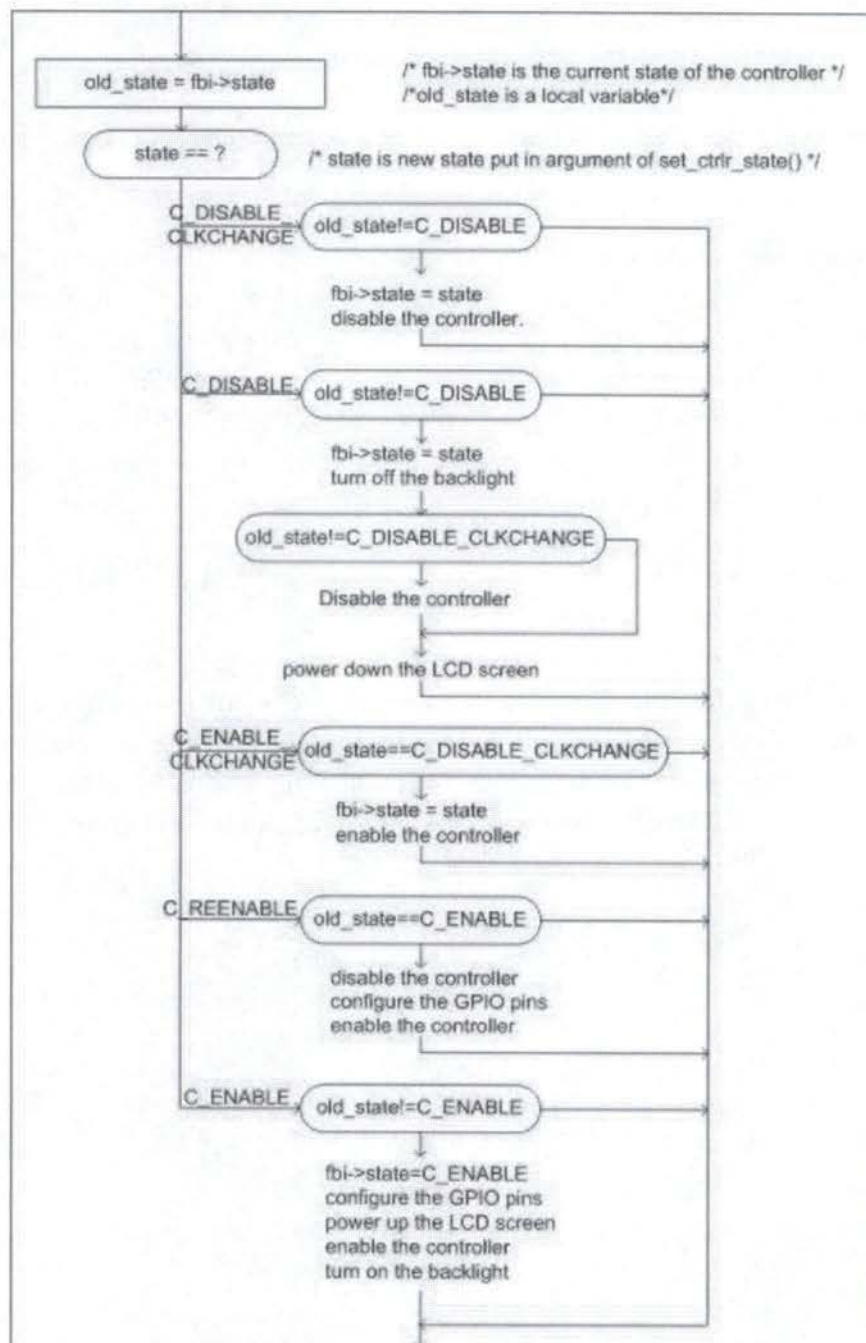 old_state = fbi->state
/* fbi->state is the current state of the controller */
/*old_state is a local variable*/
state == ?
/* state is new state put in argument of set_ctrlr_state() */
C_DISABLE_
CLKCHANGE
old_state!=C_DISABLE
fbi->state = state
disable the controller.
C_DISABLE
old_state!=C_DISABLE
fbi->state = state
turn off the backlight
old_state!=C_DISABLE_CLKCHANGE
Disable the controller
power down the LCD screen
C_ENABLE_
CLKCHANGE
old_state==C_DISABLE_CLKCHANGE
fbi->state = state
enable the controller
C_REENABLE
old_state==C_ENABLE
disable the controller
configure the GPIO pins
enable the controller
C_ENABLE
old_state!=C_ENABLE
fbi->state=C_ENABLE
configure the GPIO pins
power up the LCD screen
enable the controller
turn on the backlight